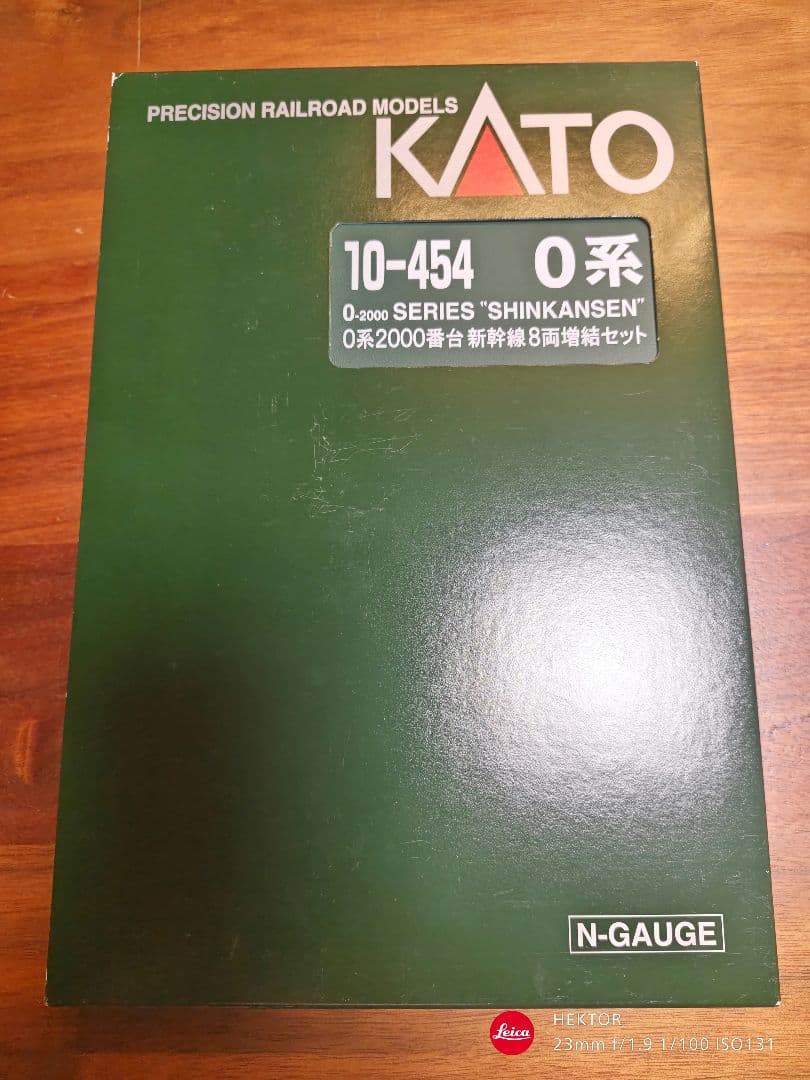 PRECISION RAILROAD MODELS
KATO
10-454 0系
0-2000 SERIES "SHINKANSEN"
0系2000番台 新幹線8両増結セット
N-GAUGE
Leica
HEKTOR
23mm f/1.9 1/100 ISO131